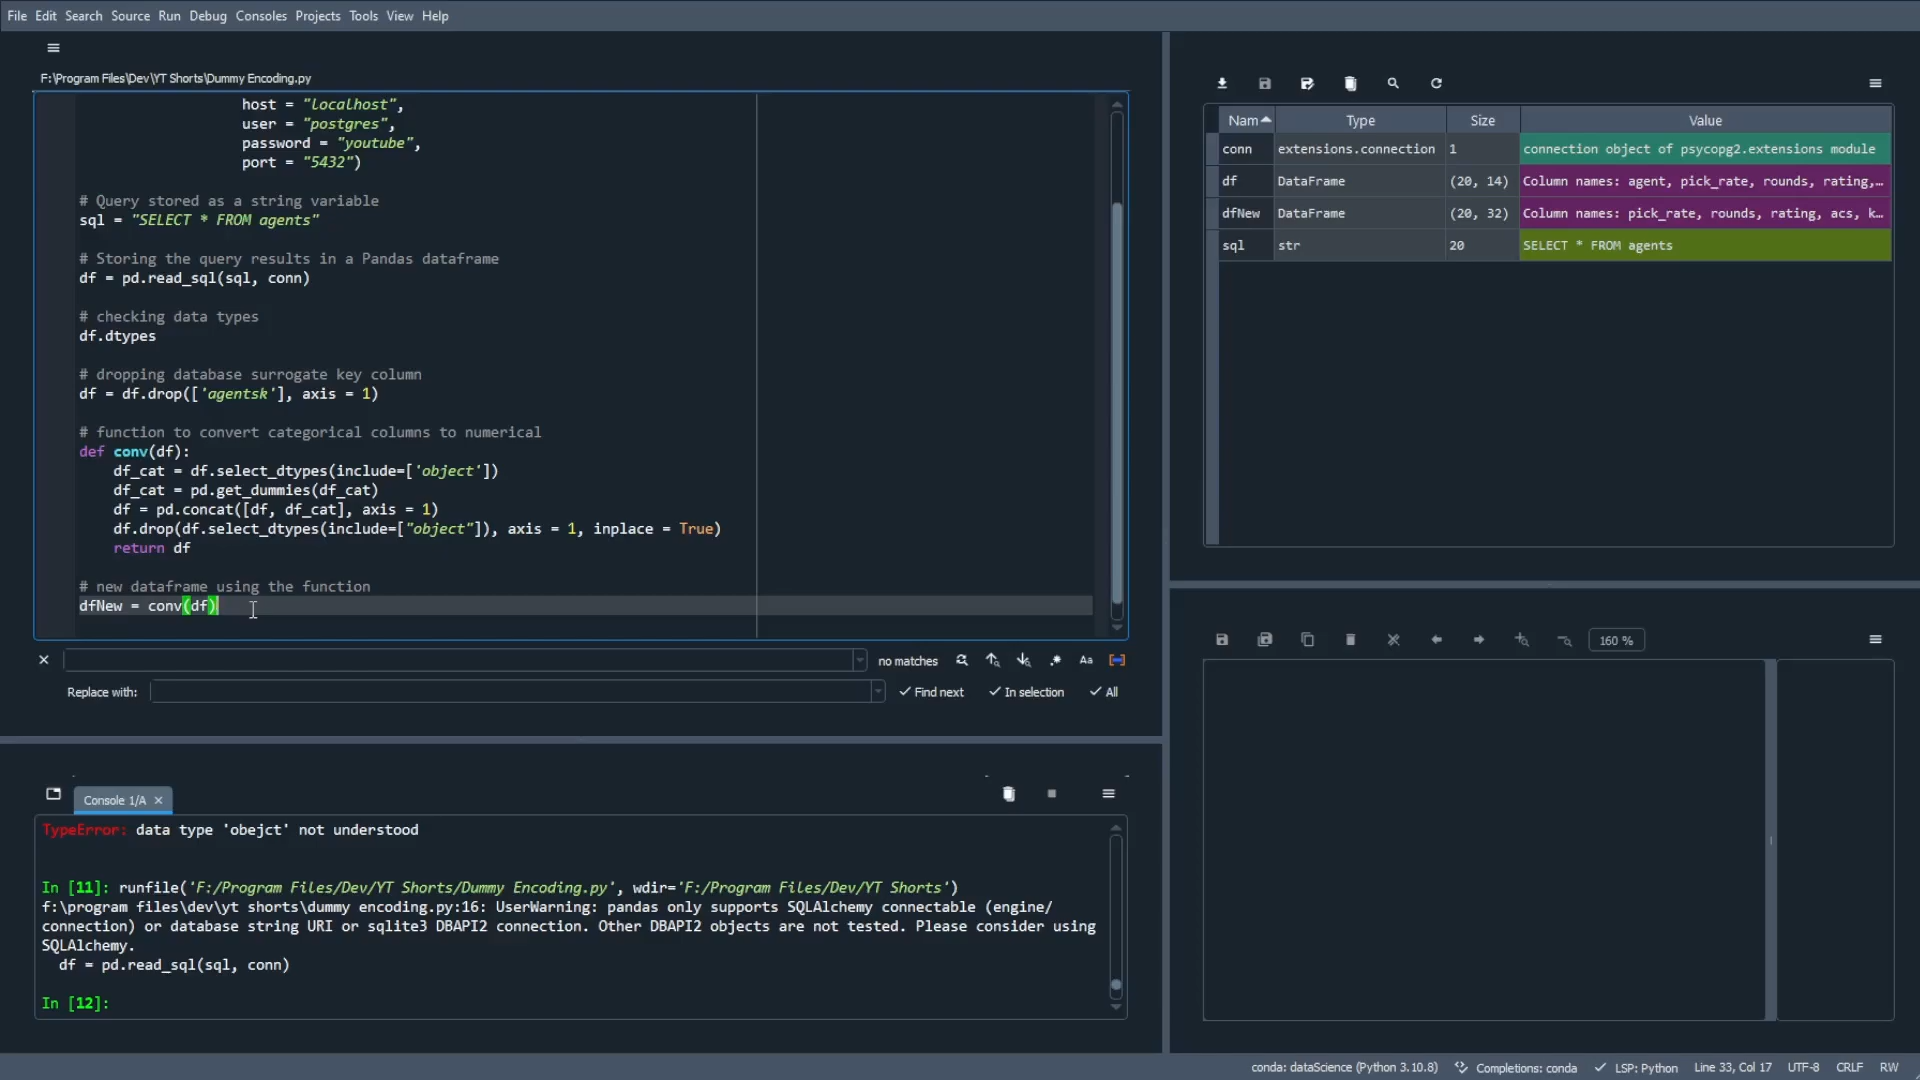 File Edit Search Source Run Debug Consoles Projects Tools View Help
F:\Program Files\Dev\YT Shorts\Dummy Encoding.py
host = "localhost",
user = "postgres",
password = "youtube",
port = "5432")
# Query stored as a string variable
sql = "SELECT * FROM agents"
# Storing the query results in a Pandas dataframe
df = pd.read_sql(sql, conn)
# checking data types
df.dtypes
# dropping database surrogate key column
df = df.drop(['agentsk'], axis = 1)
# function to convert categorical columns to numerical
def conv(df):
df_cat = df.select_dtypes(include=['object'])
df_cat = pd.get_dummies(df_cat)
df = pd.concat([df, df_cat], axis = 1)
df.drop(df.select_dtypes(include=["object"]), axis = 1, inplace = True)
return df
# new dataframe using the function
dfNew = conv(df)
no matches Aa
Replace with: Find next In selection All
Console 1/A
TypeError: data type 'obejct' not understood
In [11]: runfile('F:/Program Files/Dev/YT Shorts/Dummy Encoding.py', wdir='F:/Program Files/Dev/YT Shorts')
f:\program files\dev\yt shorts\dummy encoding.py:16: UserWarning: pandas only supports SQLAlchemy connectable (engine/
connection) or database string URI or sqlite3 DBAPI2 connection. Other DBAPI2 objects are not tested. Please consider using
SQLAlchemy.
df = pd.read_sql(sql, conn)
In [12]:
Nam Type Size Value
conn extensions.connection 1 connection object of psycopg2.extensions module
df DataFrame (20, 14) Column names: agent, pick_rate, rounds, rating,…
dfNew DataFrame (20, 32) Column names: pick_rate, rounds, rating, acs, k…
sql str 20 SELECT * FROM agents
160 %
conda: dataScience (Python 3.10.8) Completions: conda LSP: Python Line 33, Col 17 UTF-8 CRLF RW